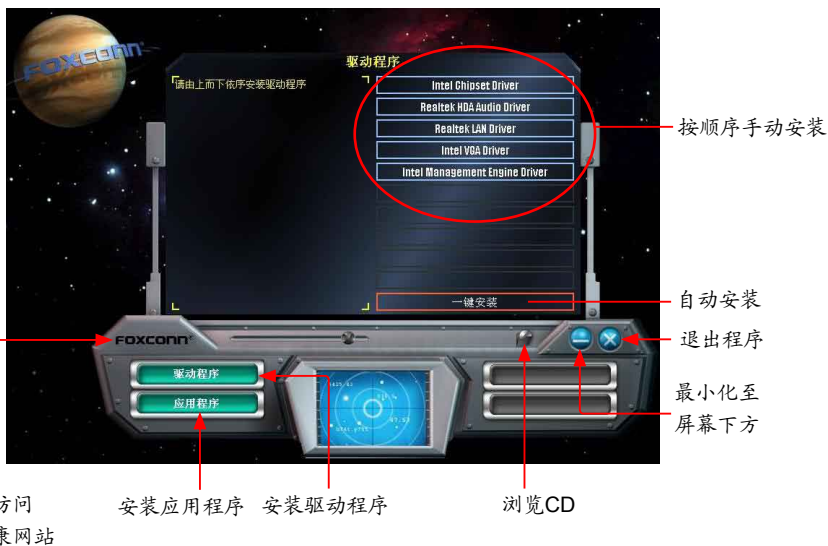 FOXCONN
驱动程序
请由上而下依序安装驱动程序
Intel Chipset Driver
Realtek HDA Audio Driver
Realtek LAN Driver
Intel VGA Driver
Intel Management Engine Driver
按顺序手动安装
一键安装
自动安装
FOXCONN
退出程序
驱动程序
应用程序
最小化至
屏幕下方
方问
安装应用程序
安装驱动程序
浏览CD
康网站